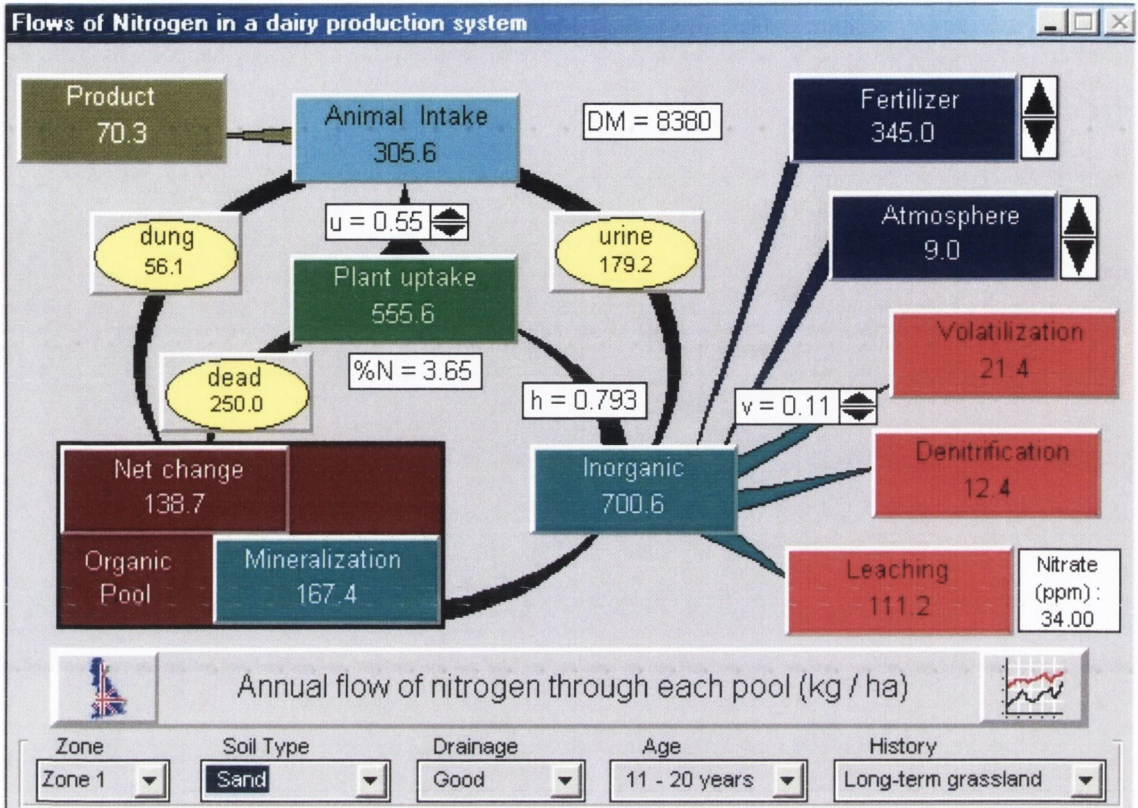 Flows of Nitrogen in a dairy production system
Product
70.3
Animal Intake
305.6
DM = 8380
Fertilizer
345.0
Atmosphere
9.0
u = 0.55
dung
56.1
urine
179.2
Plant uptake
555.6
Volatilization
21.4
%N = 3.65
dead
250.0
h = 0.793
v = 0.11
Denitrification
12.4
Net change
138.7
Inorganic
700.6
Organic
Pool
Mineralization
167.4
Leaching
111.2
Nitrate
(ppm) :
34.00
Annual flow of nitrogen through each pool (kg / ha)
Zone
Soil Type
Drainage
Age
History
Zone 1
Sand
Good
11 - 20 years
Long-term grassland